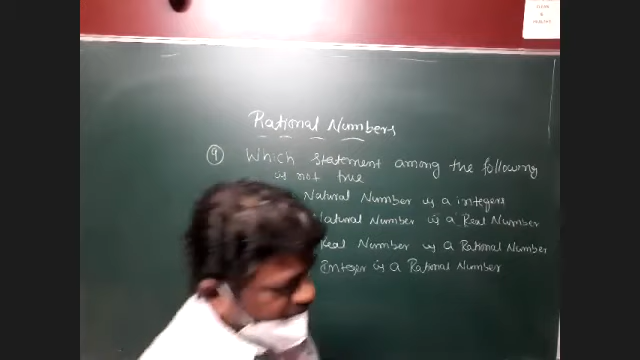 Rational Numbers
9 Which statement among the following
is not true
Natural Number is a integers
Natural Number is a Real Number
Real Number is a Rational Number
Integer is a Rational Number